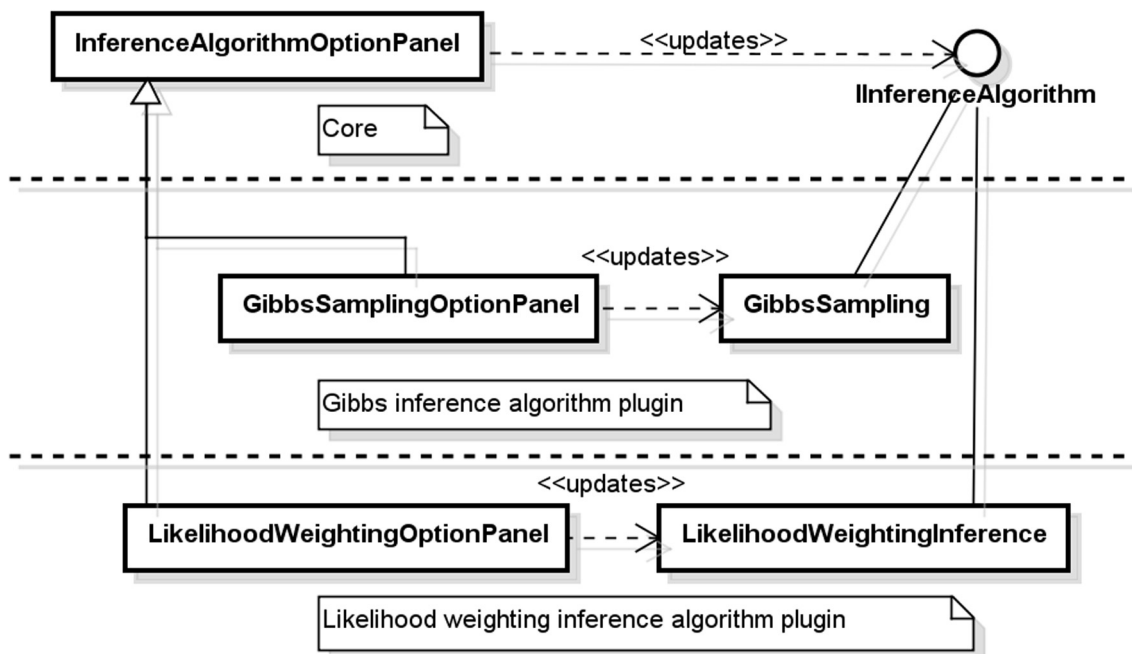 InferenceAlgorithmOptionPanel
<<updates>>
IInferenceAlgorithm
Core
<<updates>>
GibbsSamplingOptionPanel
GibbsSampling
Gibbs inference algorithm plugin
<<updates>>
LikelihoodWeightingOptionPanel
LikelihoodWeightingInference
Likelihood weighting inference algorithm plugin